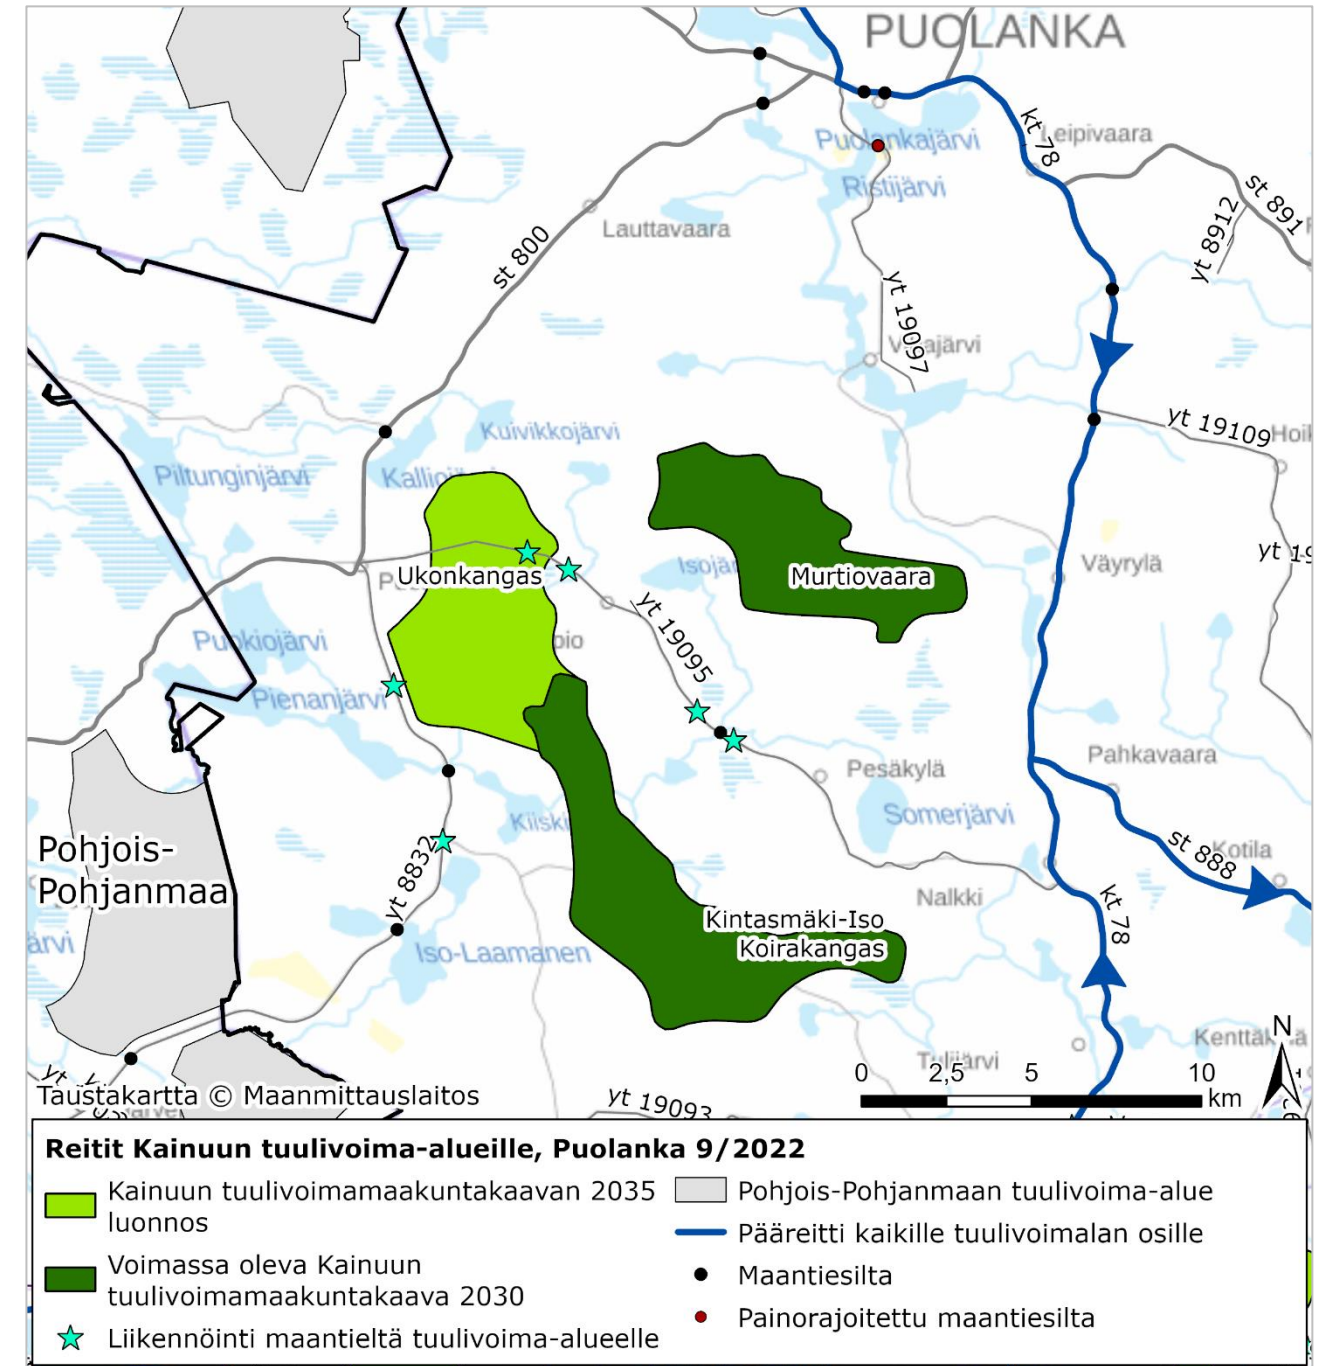 PUOLANKA
kt 78
Leipivaara
Puolankajärvi
Ristijärvi
st 891
yt 8912
Lauttavaara
st 800
yt 19097
yt 19109
Kuivikkojärvi
Piltunginjärvi
Väyrylä
Murtiovaara
Ukonkangas
yt 19095
Puokiojärvi
Pienanjärvi
Pahkavaara
Pesäkylä
Somerjärvi
st 888
Kotila
Pohjois-
Pohjanmaa
yt 8832
Nalkki
kt 78
Kintasmäki-Iso
Koirakangas
Iso-Laamanen
N
0 2,5 5 10
km
Taustakartta © Maanmittauslaitos
yt 19093
Reitit Kainuun tuulivoima-alueille, Puolanka 9/2022
Kainuun tuulivoimamaakuntakaavan 2035
luonnos
Voimassa oleva Kainuun
tuulivoimamaakuntakaava 2030
Liikennöinti maantieltä tuulivoima-alueelle
Pohjois-Pohjanmaan tuulivoima-alue
Pääreitti kaikille tuulivoimalan osille
Maantiesilta
Painorajoitettu maantiesilta